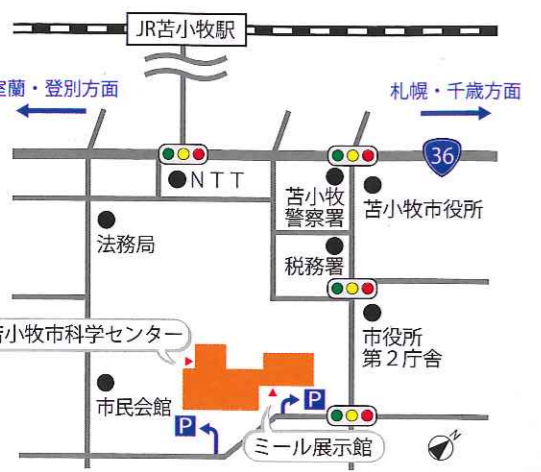 JR苫小牧駅
室蘭・登別方面
札幌・千歳方面
36
NTT
苫小牧
警察署
苫小牧市役所
法務局
税務署
苫小牧市科学センター
市役所
第2庁舎
市民会館
P
P
ミール展示館
N